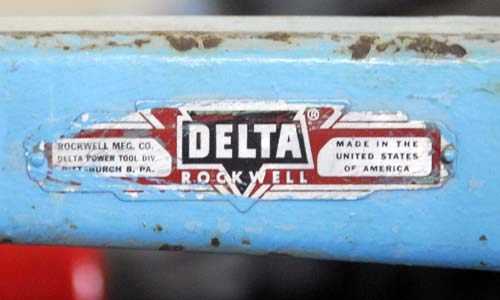 ROCKWELL MFG. CO.
DELTA POWER TOOL DIV.
PITTSBURGH 8, PA.
DELTA®
ROCKWELL
MADE IN THE
UNITED STATES
OF AMERICA